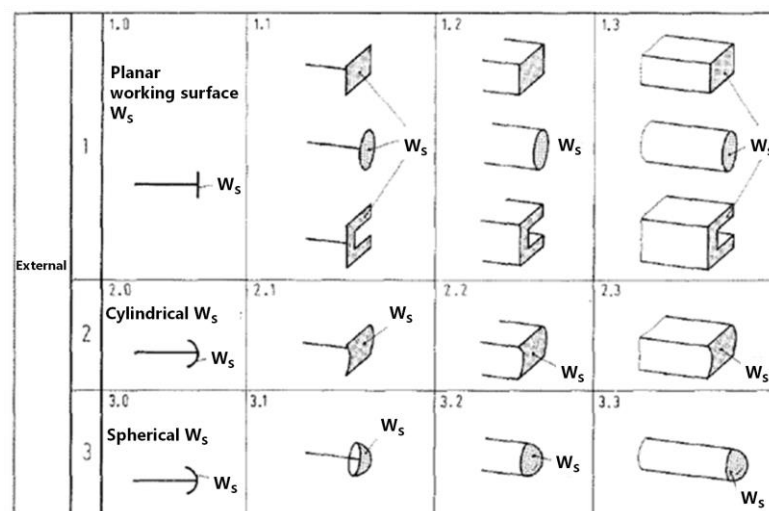 1.0
1.1
1.2
1.3
Planar
working surface
Wₛ
Wₛ
Wₛ
Wₛ
Wₛ
External
1
2.0
2.1
2.2
2.3
Cylindrical Wₛ
Wₛ
Wₛ
Wₛ
Wₛ
2
3.0
3.1
3.2
3.3
Spherical Wₛ
Wₛ
Wₛ
Wₛ
Wₛ
3